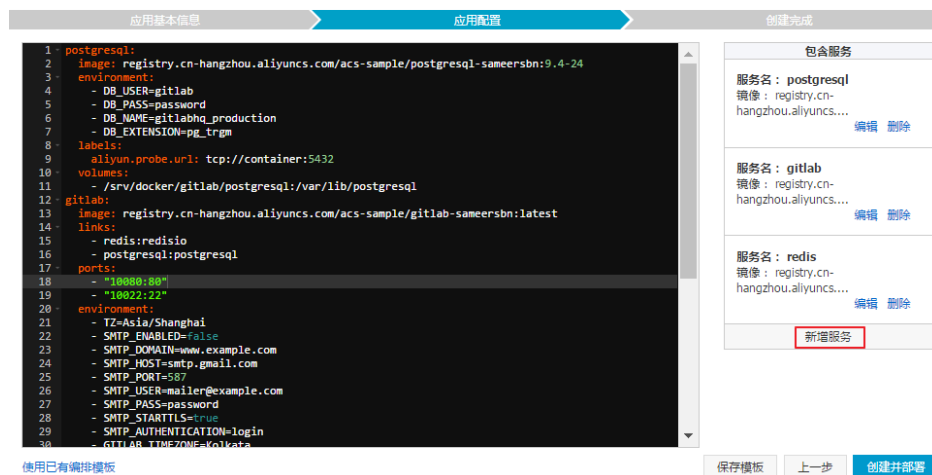 应用基本信息
应用配置
创建完成
1 postgresql:
2 image: registry.cn-hangzhou.aliyuncs.com/acs-sample/postgresql-sameersbn:9.4-24
3 environment:
4 - DB_USER=gitlab
5 - DB_PASS=password
6 - DB_NAME=gitlabhq_production
7 - DB_EXTENSION=pg_trgm
8 labels:
9 aliyun.probe.url: tcp://container:5432
10 volumes:
11 - /srv/docker/gitlab/postgresql:/var/lib/postgresql
12 gitlab:
13 image: registry.cn-hangzhou.aliyuncs.com/acs-sample/gitlab-sameersbn:latest
14 links:
15 - redis:redisio
16 - postgresql:postgresql
17 ports:
18 - "10080:80"
19 - "10022:22"
20 environment:
21 - TZ=Asia/Shanghai
22 - SMTP_ENABLED=false
23 - SMTP_DOMAIN=www.example.com
24 - SMTP_HOST=smtp.gmail.com
25 - SMTP_PORT=587
26 - SMTP_USER=mailer@example.com
27 - SMTP_PASS=password
28 - SMTP_STARTTLS=true
29 - SMTP_AUTHENTICATION=login
30 - GITLAB_TIMEZONE=Kolkata
包含服务
服务名： postgresql
镜像： registry.cn-
hangzhou.aliyuncs....
编辑 删除
服务名： gitlab
镜像： registry.cn-
hangzhou.aliyuncs....
编辑 删除
服务名： redis
镜像： registry.cn-
hangzhou.aliyuncs....
编辑 删除
新增服务
使用已有编排模板
保存模板
上一步
创建并部署